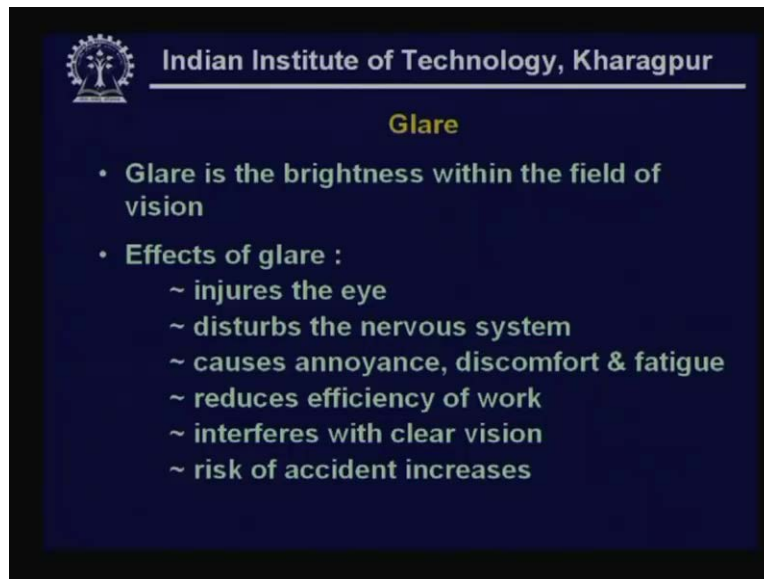 Indian Institute of Technology, Kharagpur
Glare
• Glare is the brightness within the field of
vision
• Effects of glare :
~ injures the eye
~ disturbs the nervous system
~ causes annoyance, discomfort & fatigue
~ reduces efficiency of work
~ interferes with clear vision
~ risk of accident increases